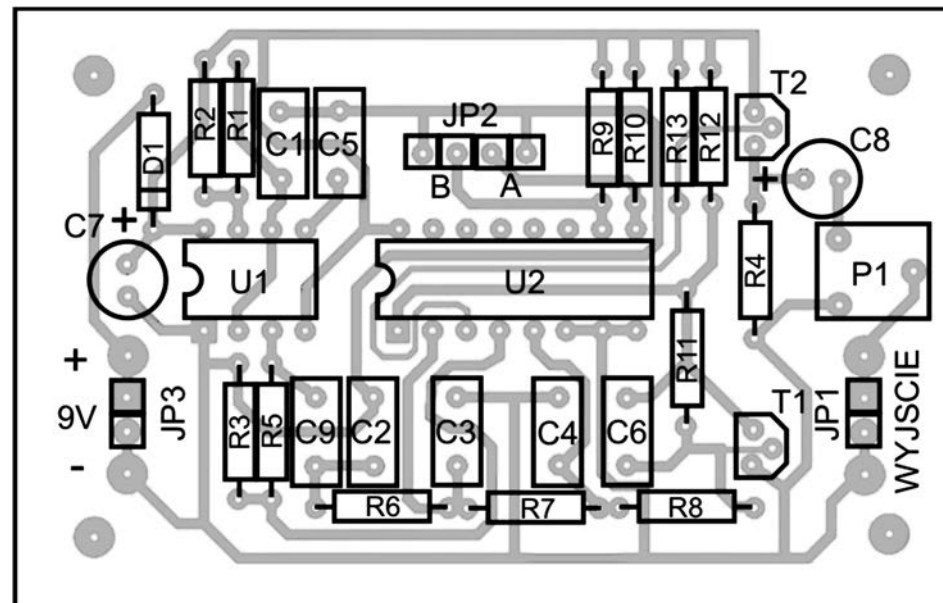 T2
JP2
R2
R1
D1
C1
C5
R9
R10
R13
R12
C8
+
B
A
C7
+
U1
U2
R4
P1
R11
+
9V
-
JP3
R3
R5
C9
C2
C3
C4
C6
T1
JP1
WYJSCIE
R6
R7
R8